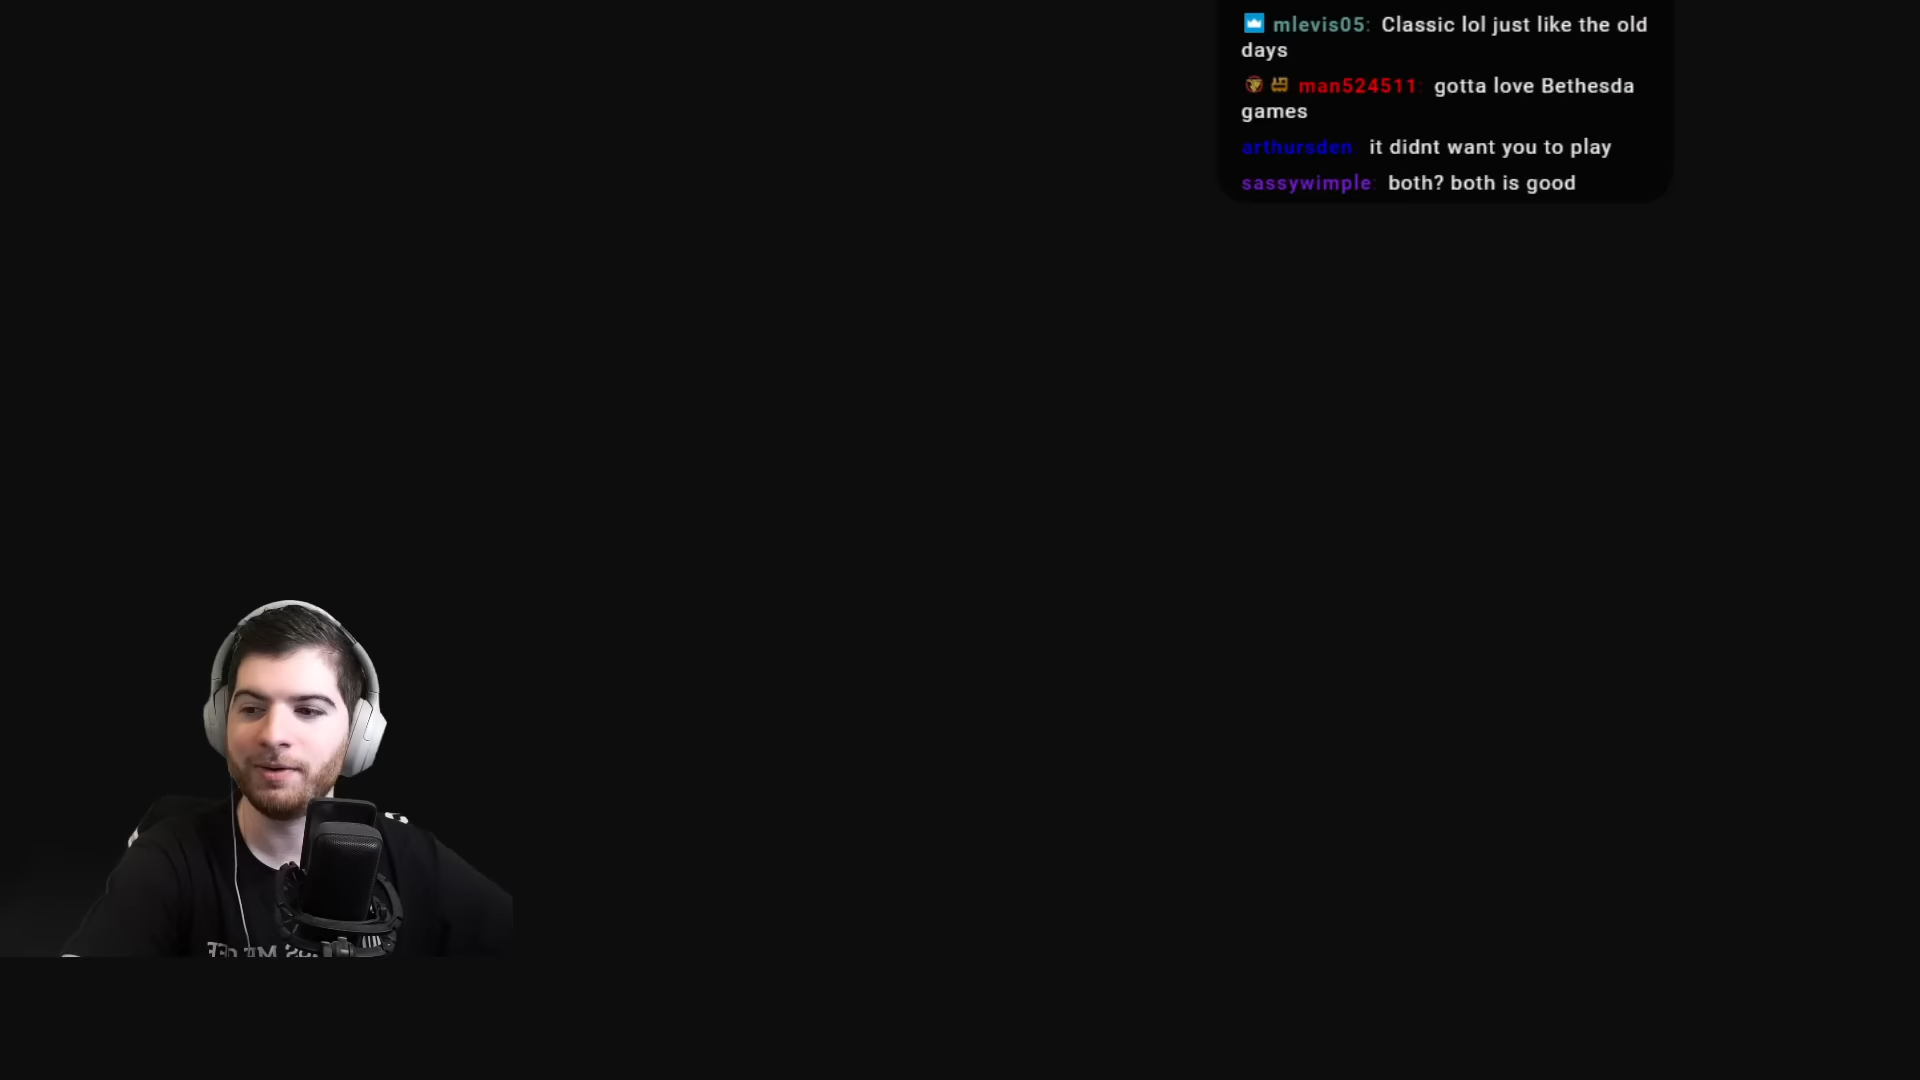 mlevis05: Classic lol just like the old
days
man524511: gotta love Bethesda
games
arthursden: it didnt want you to play
sassywimple: both? both is good